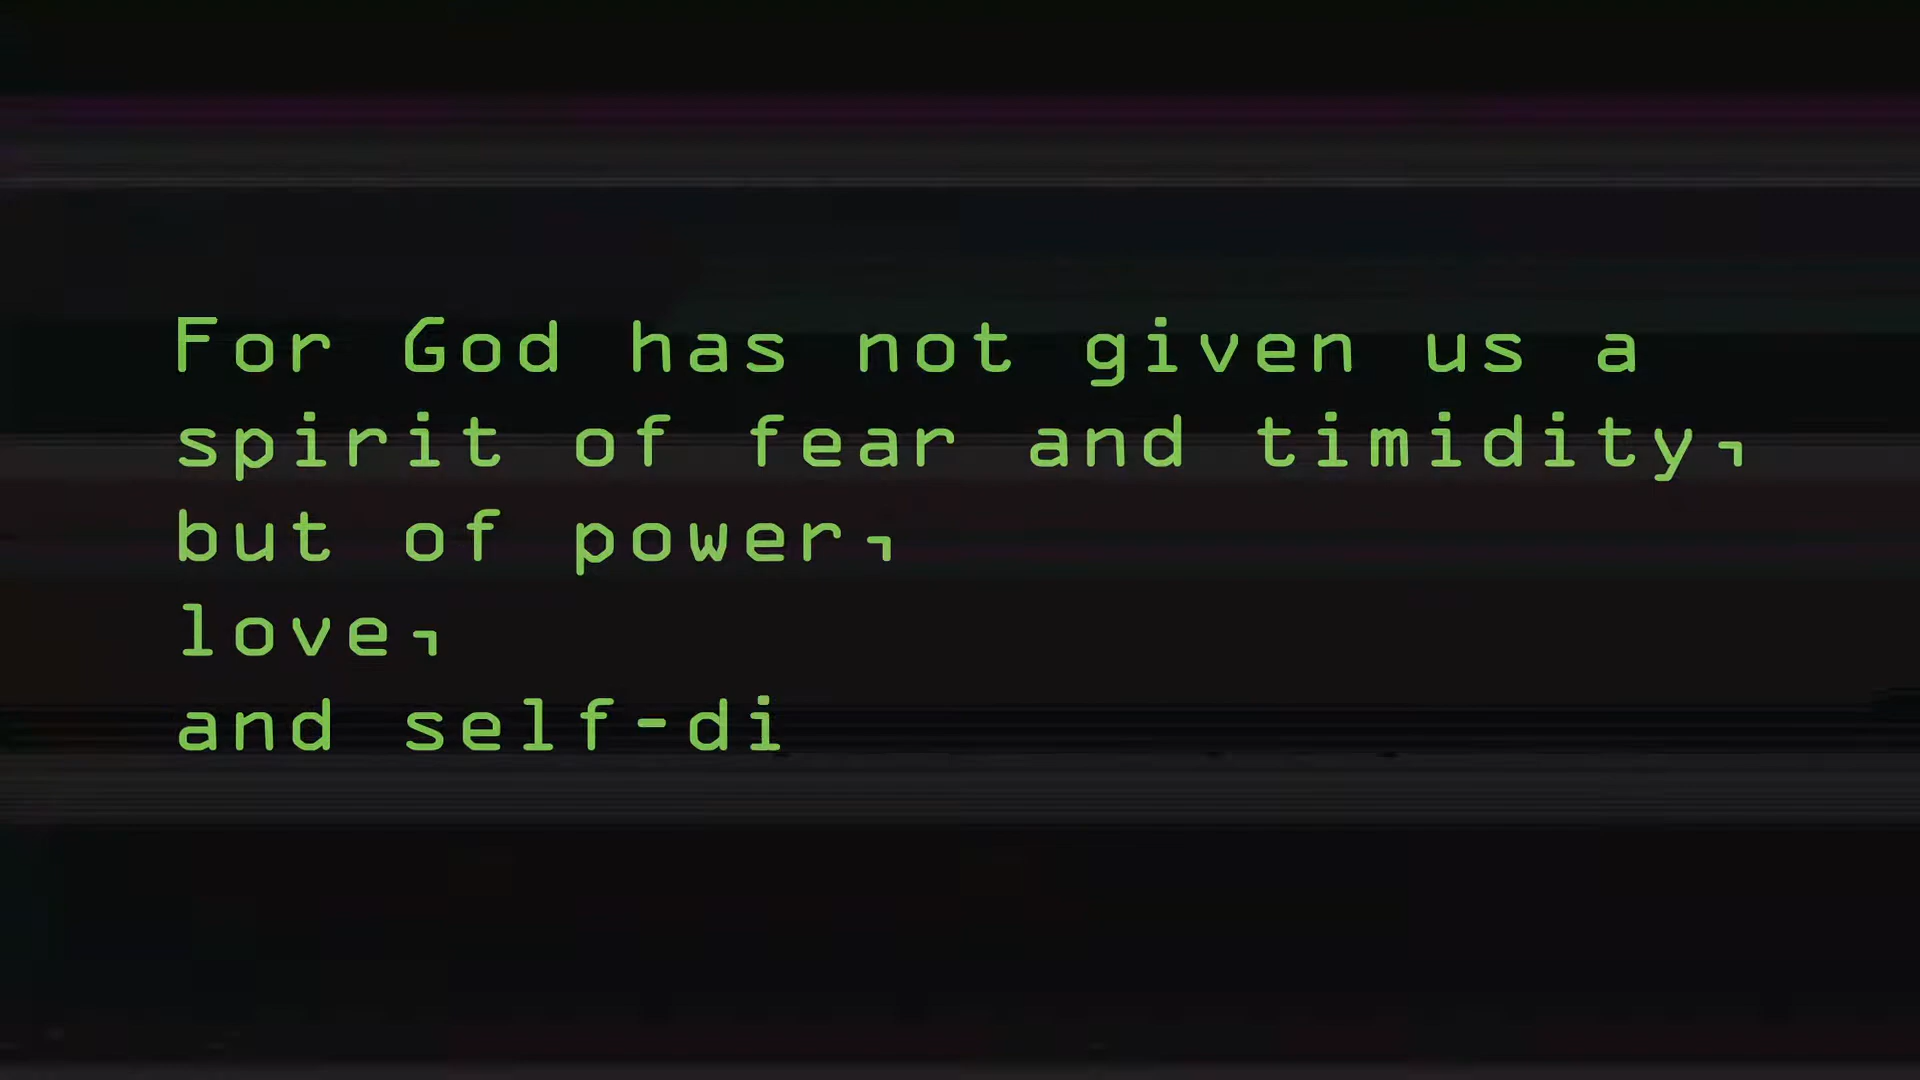 For God has not given us a
spirit of fear and timidity,
but of power,
love,
and self-di